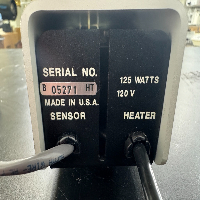 SERIAL NO.
B 05271 HT
MADE IN U.S.A.
SENSOR
125 WATTS
120 V
HEATER